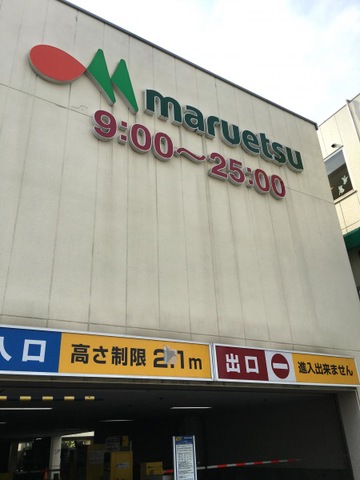 maruetsu
9:00～25:00
入口 高さ制限 2.1m 出口 進入出来ません